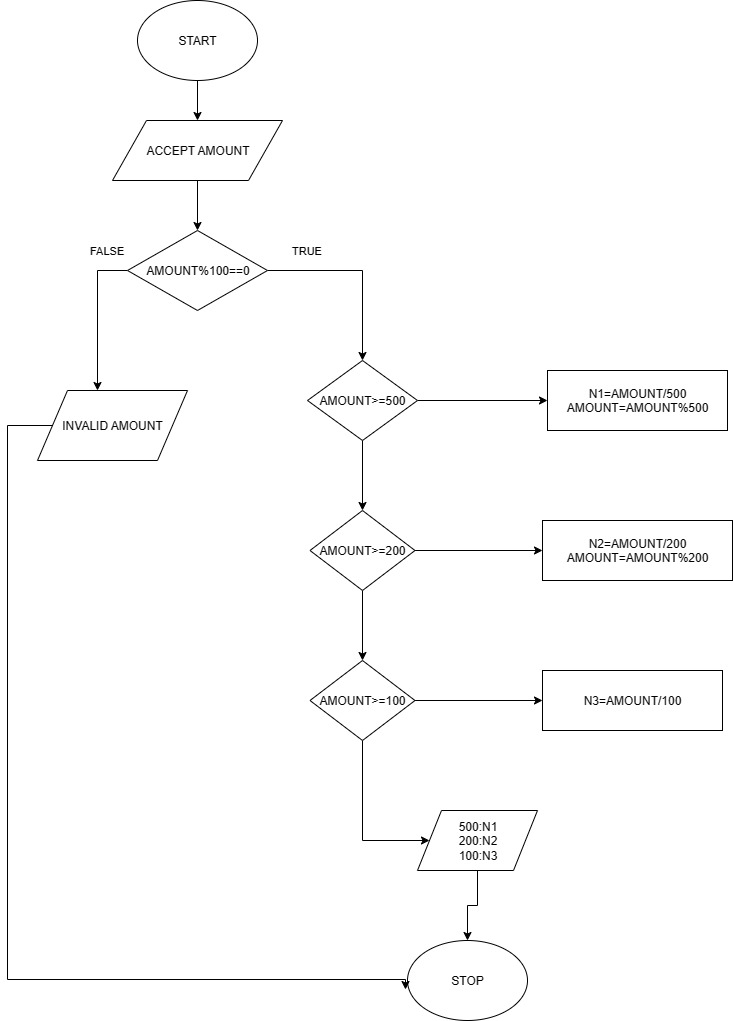 START
ACCEPT AMOUNT
FALSE
TRUE
AMOUNT%100==0
AMOUNT>=500
N1=AMOUNT/500
AMOUNT=AMOUNT%500
INVALID AMOUNT
AMOUNT>=200
N2=AMOUNT/200
AMOUNT=AMOUNT%200
AMOUNT>=100
N3=AMOUNT/100
500:N1
200:N2
100:N3
STOP